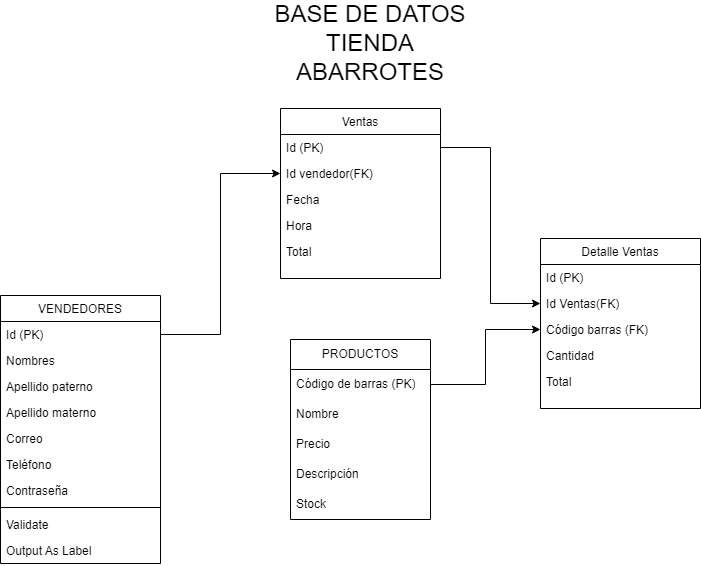 BASE DE DATOS
TIENDA
ABARROTES
Ventas
Id (PK)
Id vendedor(FK)
Fecha
Hora
Total
Detalle Ventas
Id (PK)
Id Ventas(FK)
Código barras (FK)
Cantidad
Total
VENDEDORES
Id (PK)
Nombres
Apellido paterno
Apellido materno
Correo
Teléfono
Contraseña
Validate
Output As Label
PRODUCTOS
Código de barras (PK)
Nombre
Precio
Descripción
Stock